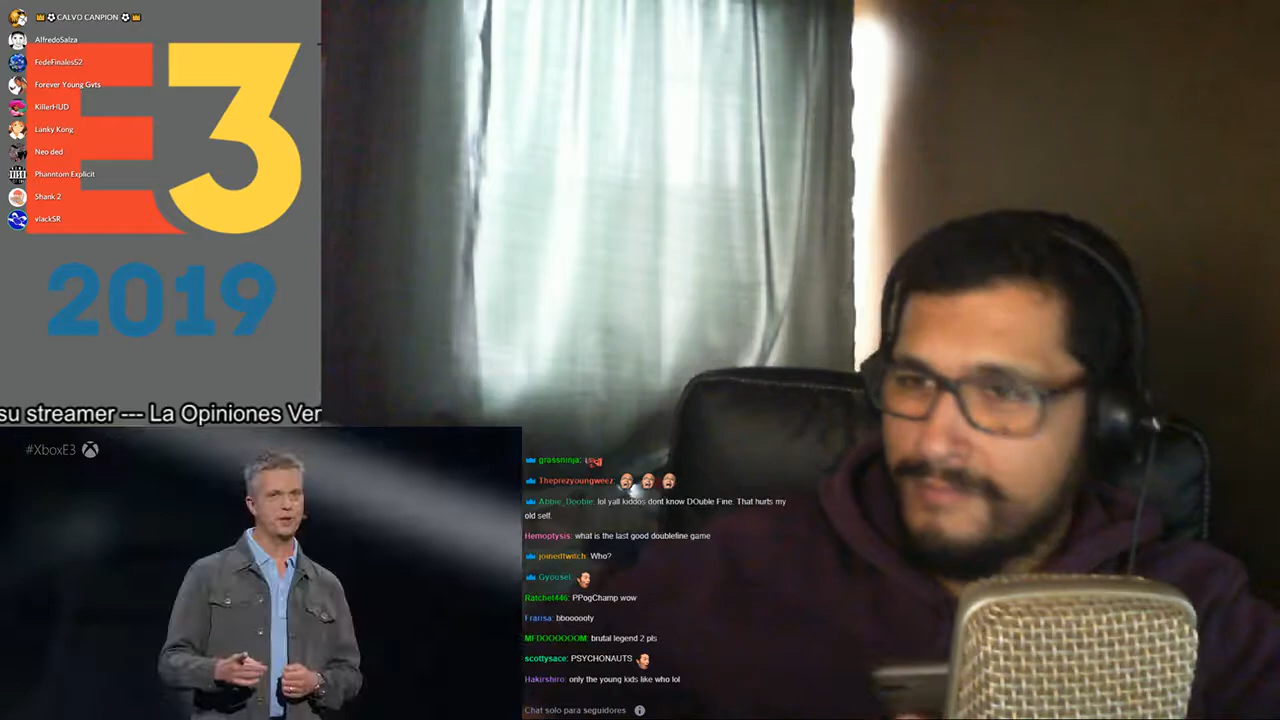 CALVO CANPION
AlfredoSalza
FedeFinales52
Forever Young Gvts
KillerHUD
Lanky Kong
Neo ded
Phanntom Explicit
Shank 2
vlackSR
E3
2019
su streamer --- La Opiniones Ver
#XboxE3
grassninja:
Theprezyoungweez:
Abbie_Doobie: lol yall kiddos dont know DOuble Fine. That hurts my
old self.
Hemoptysis: what is the last good doublefine game
joinedtwitch: Who?
Gyousel:
Ratchet446: PPogChamp wow
Fransa: bboooooty
MFDOOOOOOM: brutal legend 2 pls
scottysace: PSYCHONAUTS
Hakirshiro: only the young kids like who lol
Chat solo para seguidores